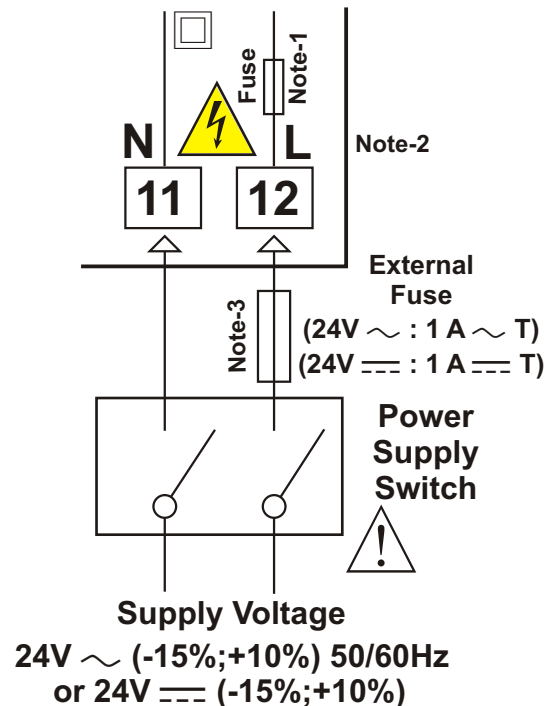 Fuse
Note-1
N
L
Note-2
11
12
External
Fuse
Note-3
(24V ~ : 1 A ~ T)
(24V ⎓ : 1 A ⎓ T)
Power
Supply
Switch
!
Supply Voltage
24V ~ (-15%;+10%) 50/60Hz
or 24V ⎓ (-15%;+10%)